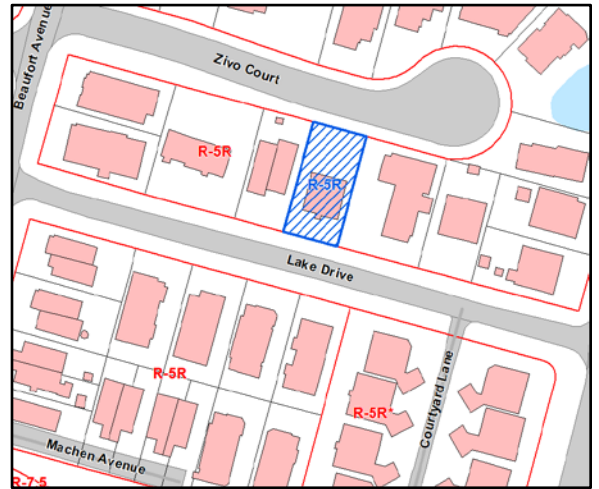 Beaufort Avenue
Zivo Court
R-5R
R-5R
Lake Drive
R-5R
R-5R*
Courtyard Lane
Machen Avenue
R-7.5